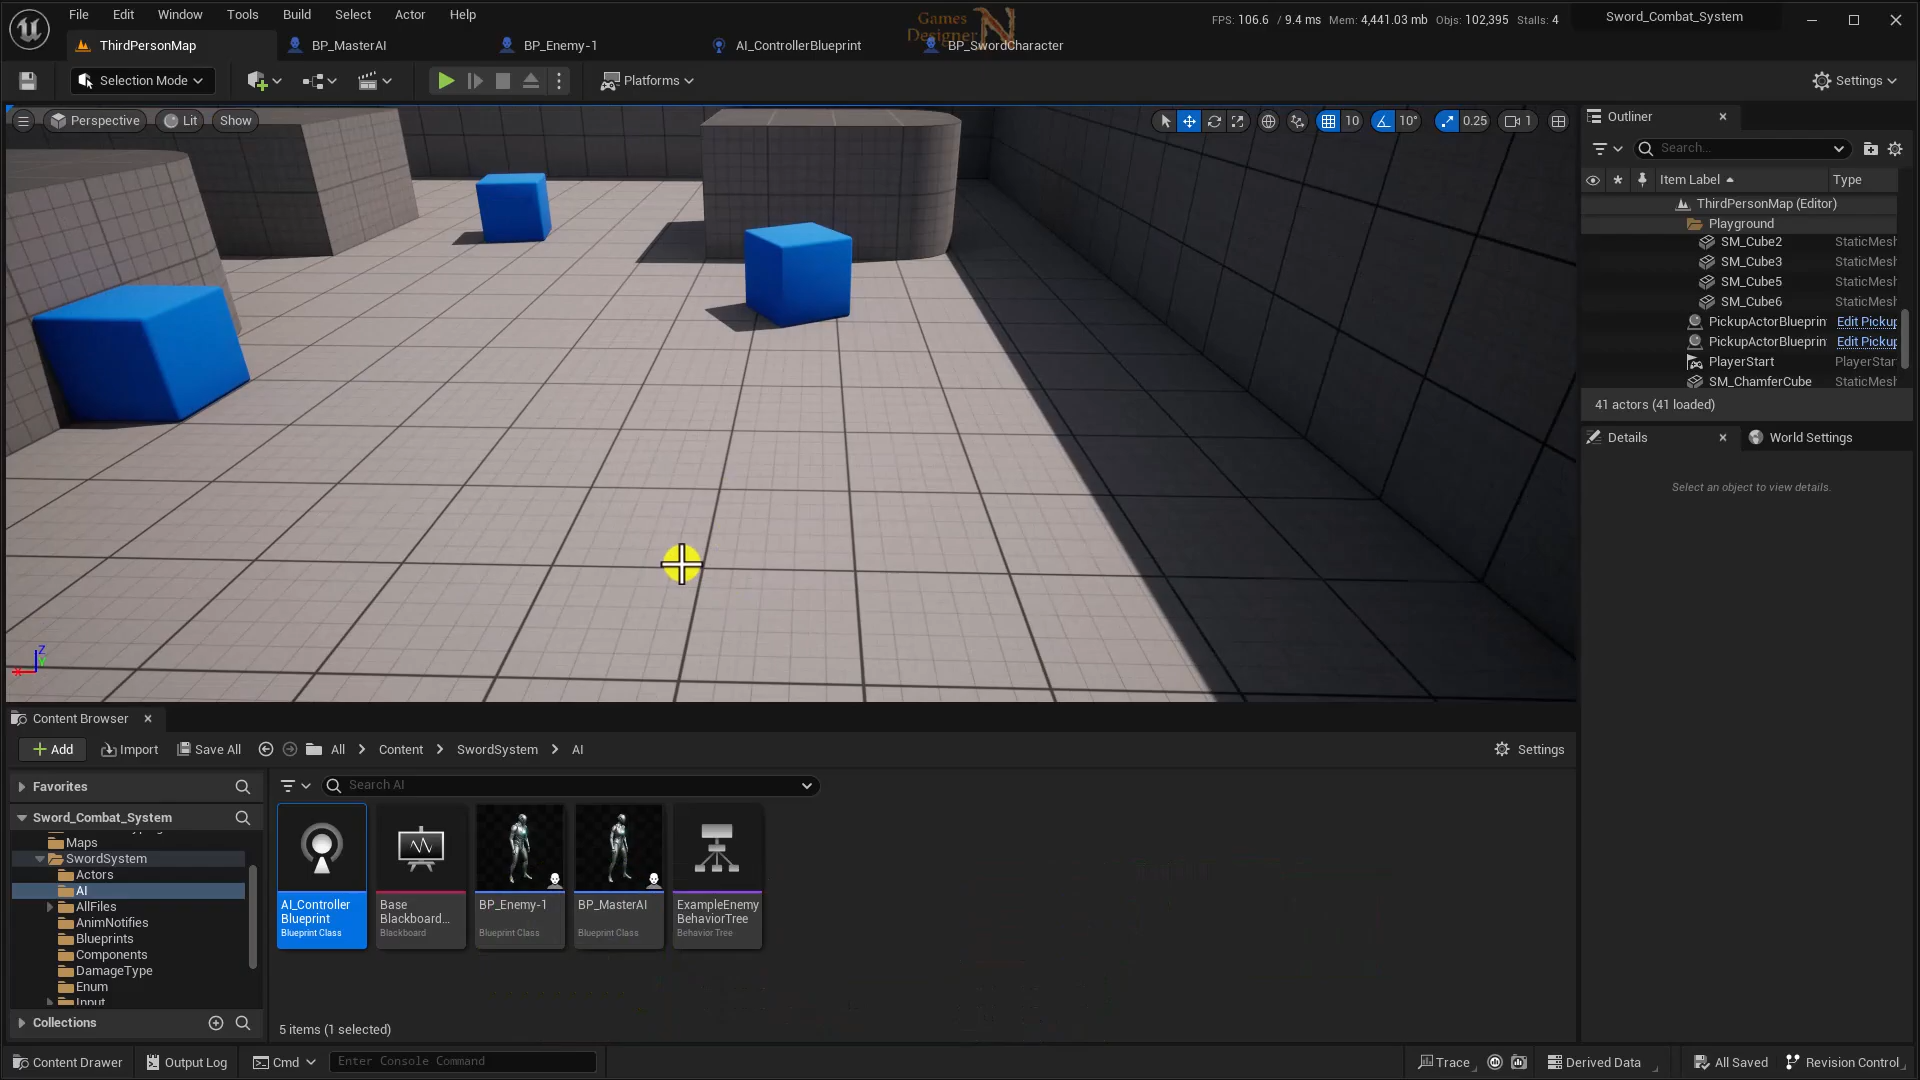 File Edit Window Tools Build Select Actor Help
Games Designer N
FPS: 106.6 / 9.4 ms Mem: 4,441.03 mb Objs: 102,395 Stalls: 4
Sword_Combat_System
ThirdPersonMap
BP_MasterAI
BP_Enemy-1
AI_ControllerBlueprint
BP_SwordCharacter
Selection Mode
Platforms
Settings
Perspective
Lit
Show
10
10°
0.25
1
Outliner
Search...
Item Label
Type
ThirdPersonMap (Editor)
Playground
SM_Cube2 StaticMesh
SM_Cube3 StaticMesh
SM_Cube5 StaticMesh
SM_Cube6 StaticMesh
PickupActorBlueprin Edit Pickup
PickupActorBlueprin Edit Pickup
PlayerStart PlayerStar
SM_ChamferCube StaticMesh
41 actors (41 loaded)
Details
World Settings
Select an object to view details.
Z
Y
X
Content Browser
Add
Import
Save All
All
Content
SwordSystem
AI
Settings
Favorites
Search AI
Sword_Combat_System
Maps
SwordSystem
Actors
AI
AllFiles
AnimNotifies
Blueprints
Components
DamageType
Enum
Input
Collections
AI_Controller
Blueprint
Blueprint Class
Base
Blackboard...
Blackboard
BP_Enemy-1
Blueprint Class
BP_MasterAI
Blueprint Class
ExampleEnemy
BehaviorTree
Behavior Tree
5 items (1 selected)
Content Drawer
Output Log
Cmd
Enter Console Command
Trace
Derived Data
All Saved
Revision Control